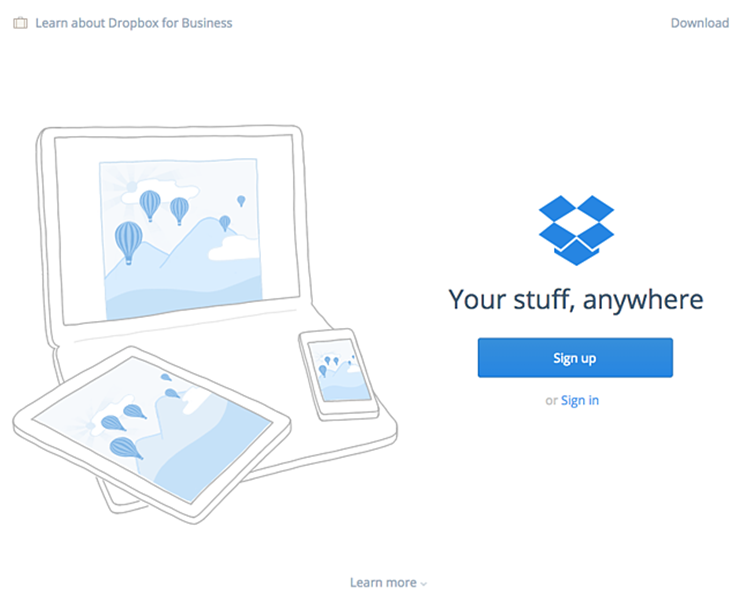 Learn about Dropbox for Business
Download
Your stuff, anywhere
Sign up
or Sign in
Learn more